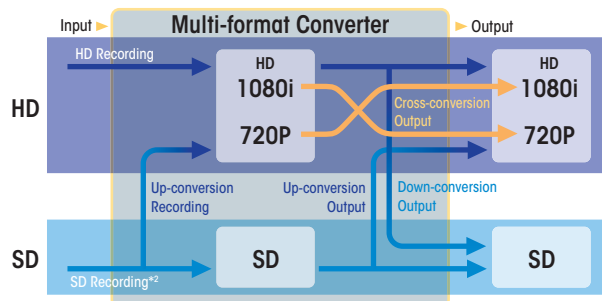 Input
Multi-format Converter
Output
HD Recording
HD
1080i
720P
HD
1080i
720P
HD
Cross-conversion
Output
Up-conversion
Recording
Up-conversion
Output
Down-conversion
Output
SD
SD
SD
SD Recording*2